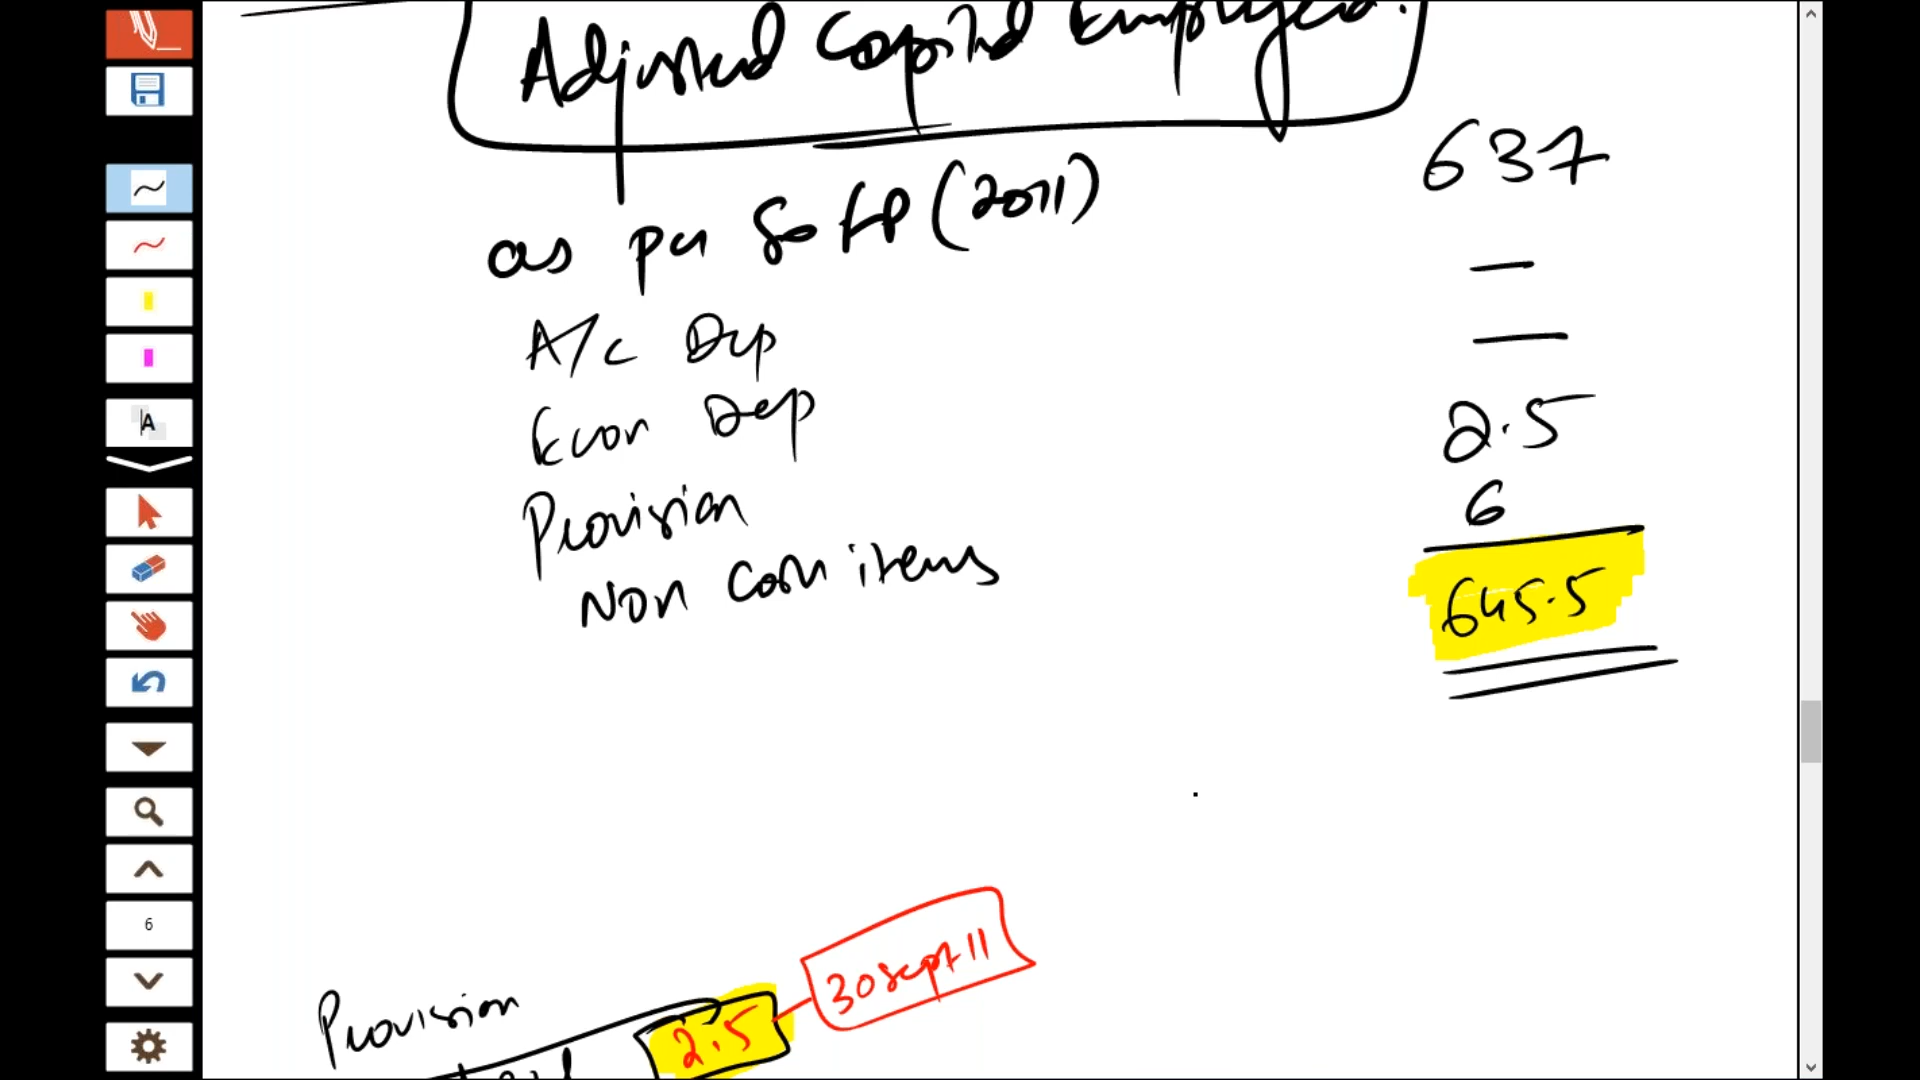 Adjusted Capital Employed.
as per SoFP (2011) 637
A/c Dep —
Econ Dep —
Provision 2.5
Non Cash items 6
645.5
30 Sept 11
Provision
2.5
A
6